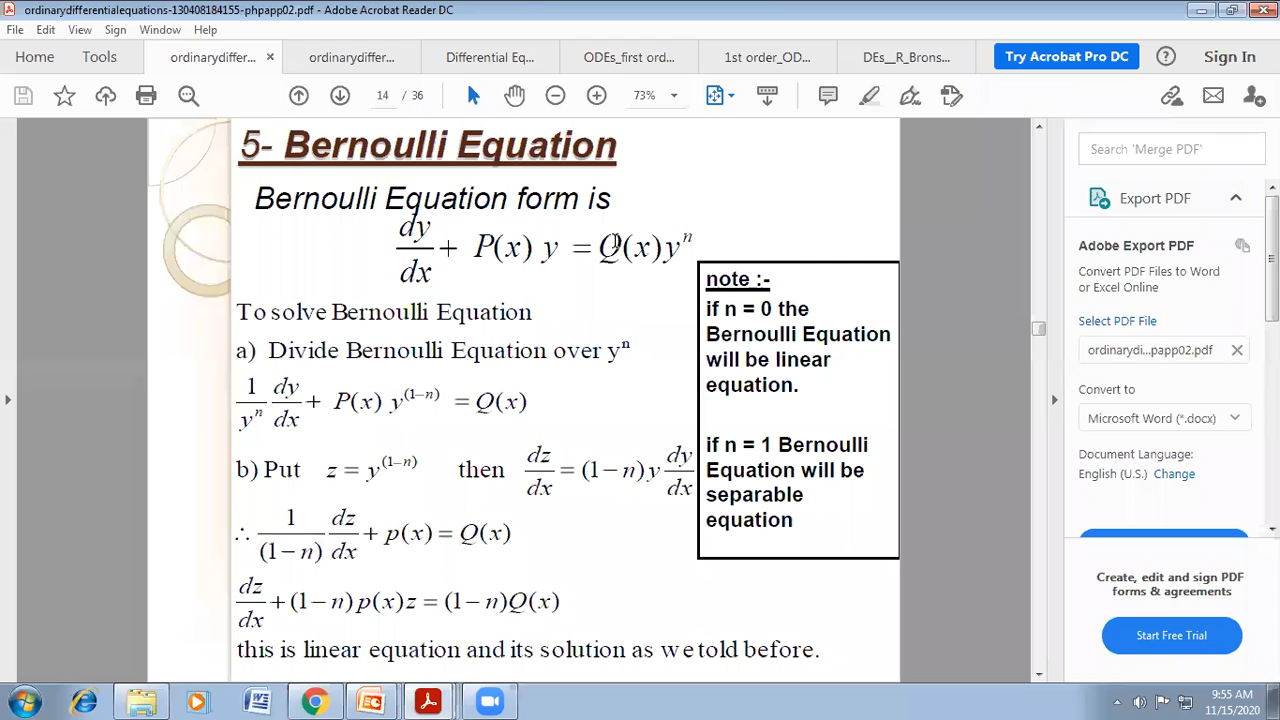 ordinarydifferentialequations-130408184155-phpapp02.pdf - Adobe Acrobat Reader DC
File Edit View Sign Window Help
Home Tools ordinarydiffer... × ordinarydiffer... Differential Eq... ODEs_first ord... 1st order_OD... DEs__R_Brons... Try Acrobat Pro DC Sign In
14 / 36 73%
5- Bernoulli Equation
Bernoulli Equation form is
dy/dx + P(x) y = Q(x)yⁿ
To solve Bernoulli Equation
a) Divide Bernoulli Equation over yⁿ
1/yⁿ dy/dx + P(x) y^(1−n) = Q(x)
b) Put z = y^(1−n) then dz/dx = (1−n)y dy/dx
∴ 1/(1−n) dz/dx + p(x) = Q(x)
dz/dx + (1−n)p(x)z = (1−n)Q(x)
this is linear equation and its solution as we told before.
note :-
if n = 0 the
Bernoulli Equation
will be linear
equation.
if n = 1 Bernoulli
Equation will be
separable
equation
Search 'Merge PDF'
Export PDF
Adobe Export PDF
Convert PDF Files to Word
or Excel Online
Select PDF File
ordinarydi...papp02.pdf ×
Convert to
Microsoft Word (*.docx)
Document Language:
English (U.S.) Change
Create, edit and sign PDF
forms & agreements
Start Free Trial
9:55 AM
11/15/2020